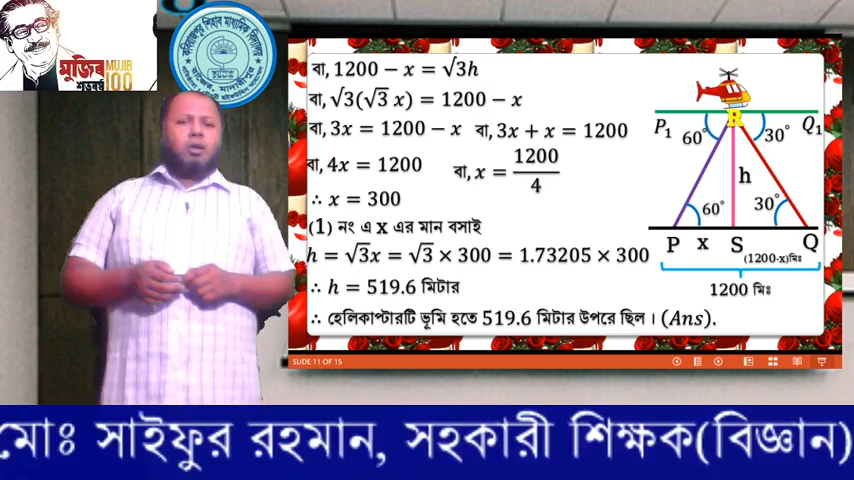 মুজিব
শতবর্ষ
MUJIB
100
বা, 1200 − x = √3h
বা, √3(√3 x) = 1200 − x
বা, 3x = 1200 − x বা, 3x + x = 1200
বা, 4x = 1200 বা, x = 1200/4
∴ x = 300
(1) নং এ x এর মান বসাই
h = √3x = √3 × 300 = 1.73205 × 300
∴ h = 519.6 মিটার
∴ হেলিকাপ্টারটি ভূমি হতে 519.6 মিটার উপরে ছিল। (Ans).
R
P₁ 60° 30° Q₁
h
60° 30°
P x S Q
(1200-x)মিঃ
1200 মিঃ
SLIDE 11 OF 15
মোঃ সাইফুর রহমান, সহকারী শিক্ষক(বিজ্ঞান)